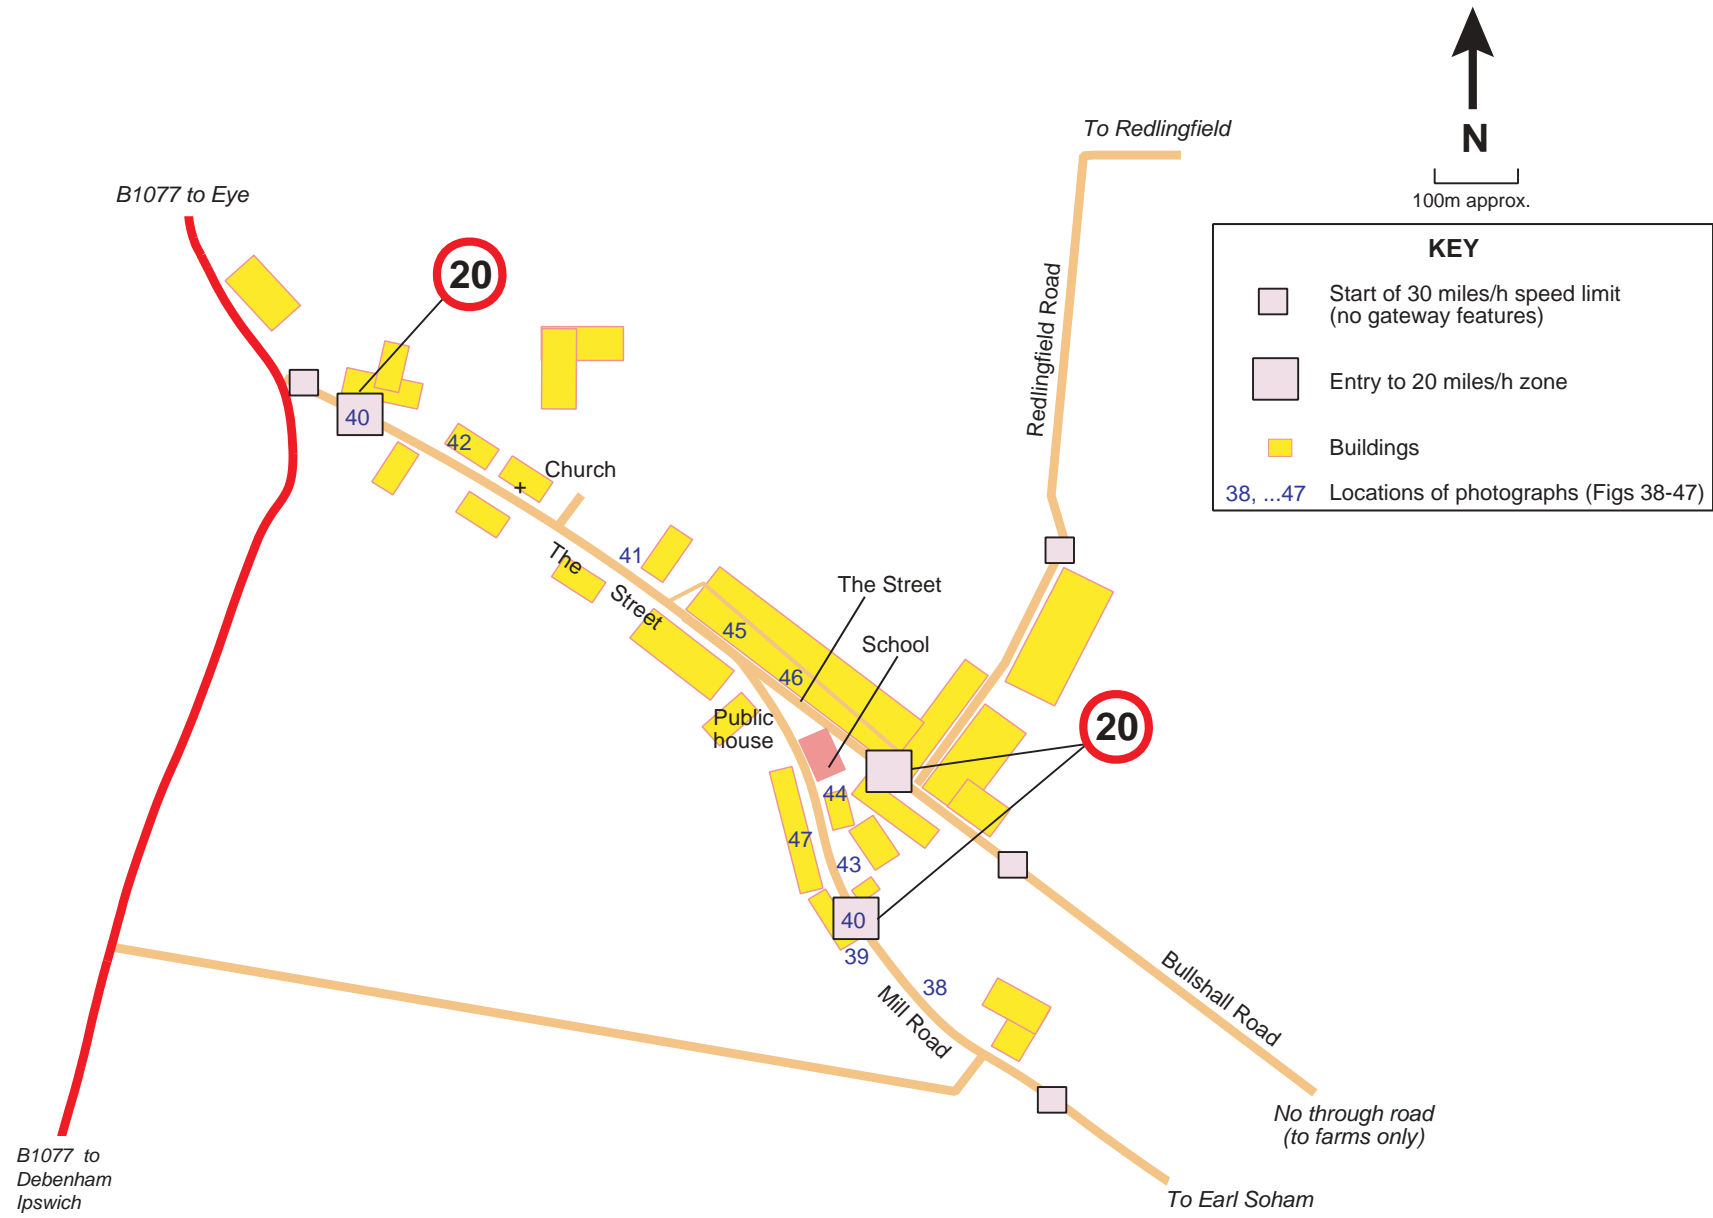 To Redlingfield
N
100m approx.
B1077 to Eye
KEY
Start of 30 miles/h speed limit
(no gateway features)
Entry to 20 miles/h zone
Buildings
38, ...47 Locations of photographs (Figs 38-47)
20
Redlingfield Road
40
42
Church
41
The
Street
The Street
School
45
46
Public
house
20
44
47
43
40
39
38
Mill Road
Bullshall Road
No through road
(to farms only)
To Earl Soham
B1077 to
Debenham
Ipswich